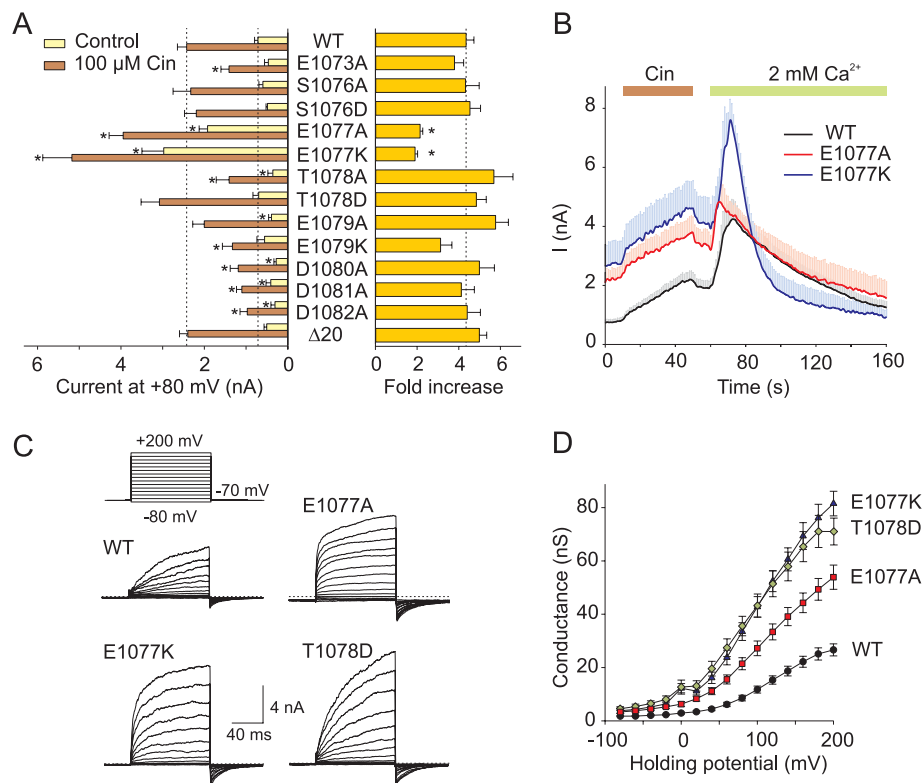 A
Control
100 µM Cin
WT
E1073A
S1076A
S1076D
E1077A
E1077K
T1078A
T1078D
E1079A
E1079K
D1080A
D1081A
D1082A
Δ20
* * * * * * * * * * * * * * * *
6 4 2 0
0 2 4 6
Current at +80 mV (nA)
Fold increase
B
Cin
2 mM Ca²⁺
WT
E1077A
E1077K
I (nA)
8
6
4
2
0
0 40 80 120 160
Time (s)
C
+200 mV
-70 mV
-80 mV
WT
E1077A
E1077K
T1078D
4 nA
40 ms
D
Conductance (nS)
80
60
40
20
0
-100 0 100 200
Holding potential (mV)
E1077K
T1078D
E1077A
WT